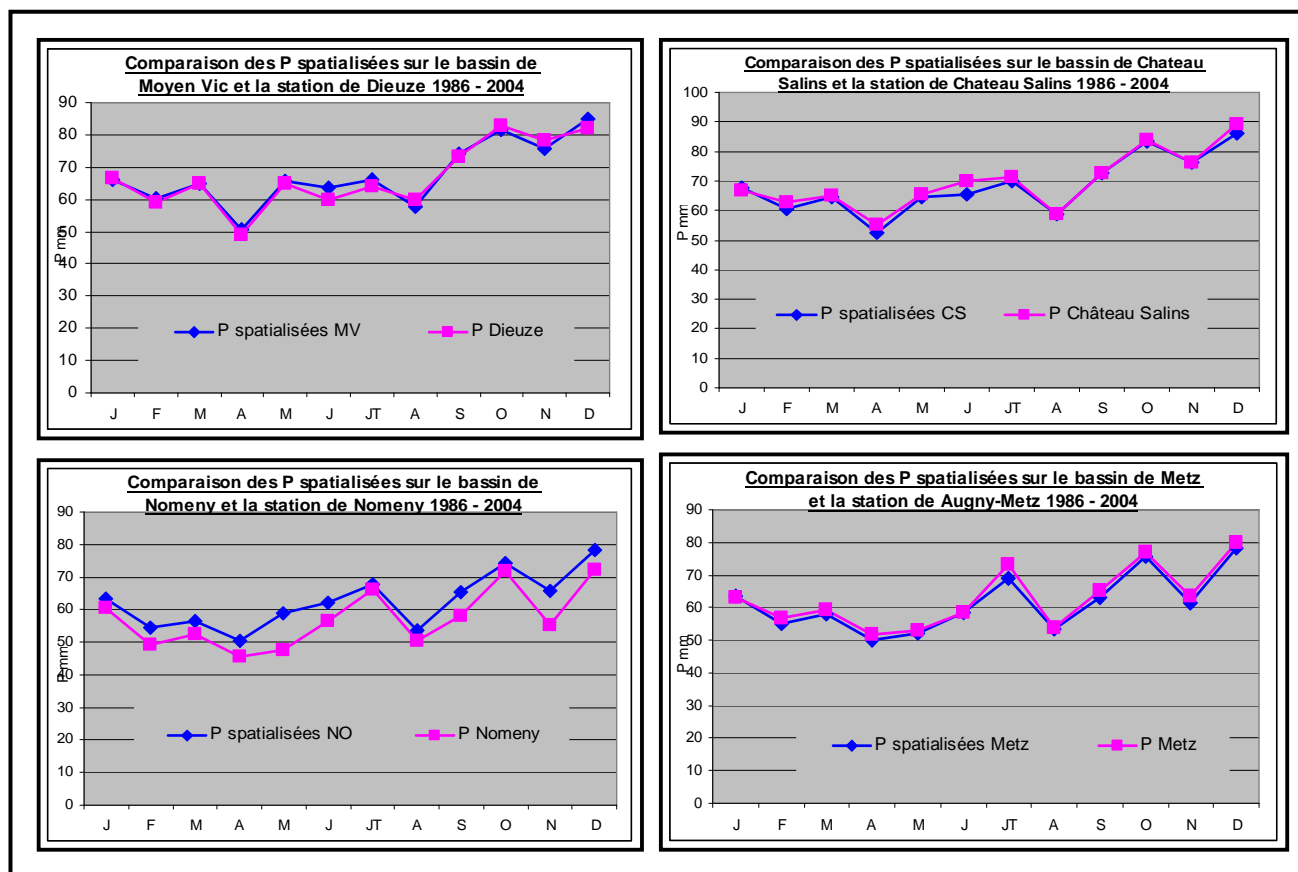 Comparaison des P spatialisées sur le bassin de
Moyen Vic et la station de Dieuze 1986 - 2004
90
80
70
60
50
40
30
20
10
0
P mm
P spatialisées MV
P Dieuze
J F M A M J JT A S O N D
Comparaison des P spatialisées sur le bassin de Chateau
Salins et la station de Chateau Salins 1986 - 2004
100
90
80
70
60
50
40
30
20
10
0
P mm
P spatialisées CS
P Château Salins
J F M A M J JT A S O N D
Comparaison des P spatialisées sur le bassin de
Nomeny et la station de Nomeny 1986 - 2004
90
80
70
60
50
40
30
20
10
0
P mm
P spatialisées NO
P Nomeny
J F M A M J JT A S O N D
Comparaison des P spatialisées sur le bassin de Metz
et la station de Augny-Metz 1986 - 2004
90
80
70
60
50
40
30
20
10
0
P mm
P spatialisées Metz
P Metz
J F M A M J JT A S O N D